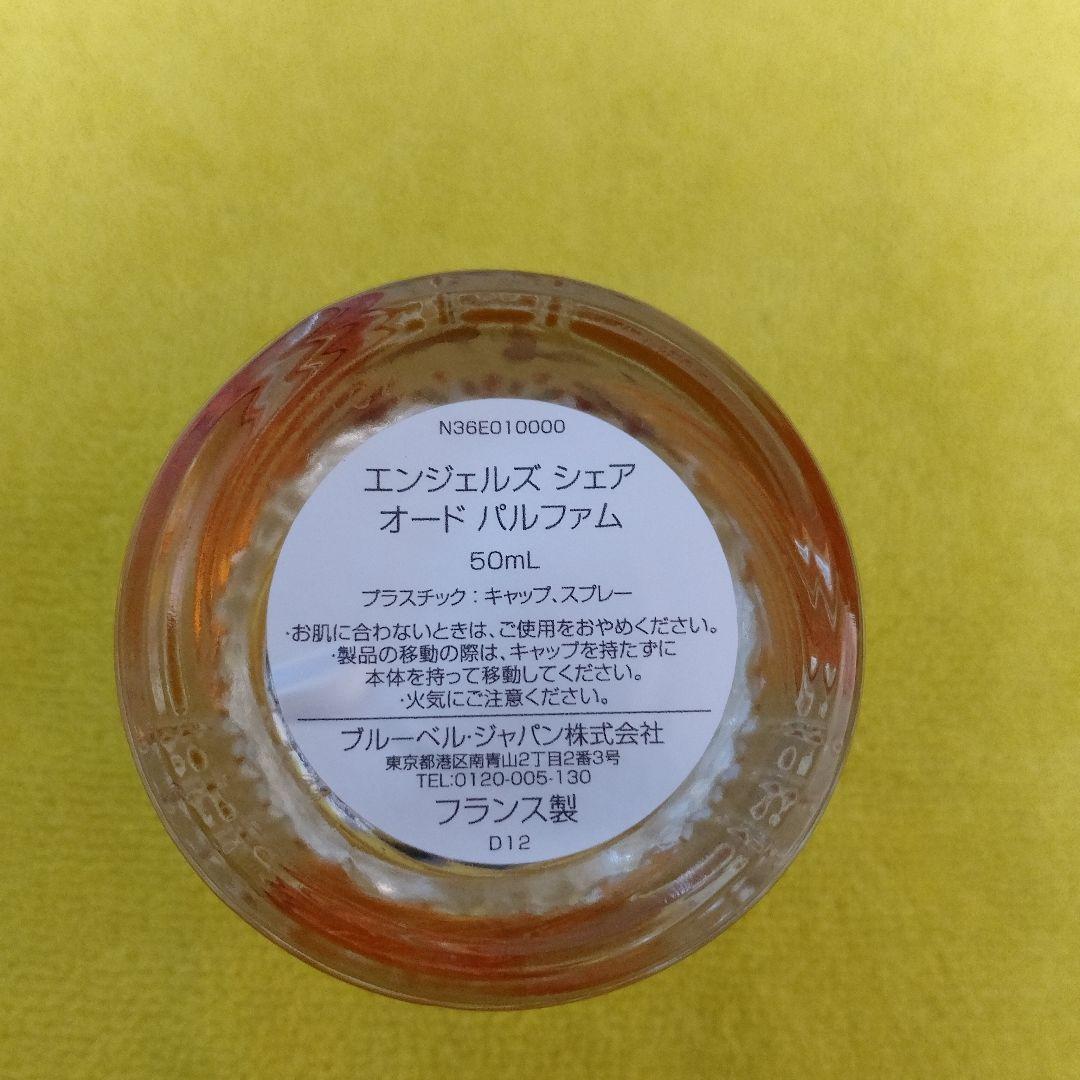 N36E010000
エンジェルズ シェア
オード パルファム
50mL
プラスチック : キャップ、スプレー
・お肌に合わないときは、ご使用をおやめください。
・製品の移動の際は、キャップを持たずに
本体を持って移動してください。
・火気にご注意ください。
ブルーベル・ジャパン株式会社
東京都港区南青山2丁目2番3号
TEL:0120-005-130
フランス製
D12